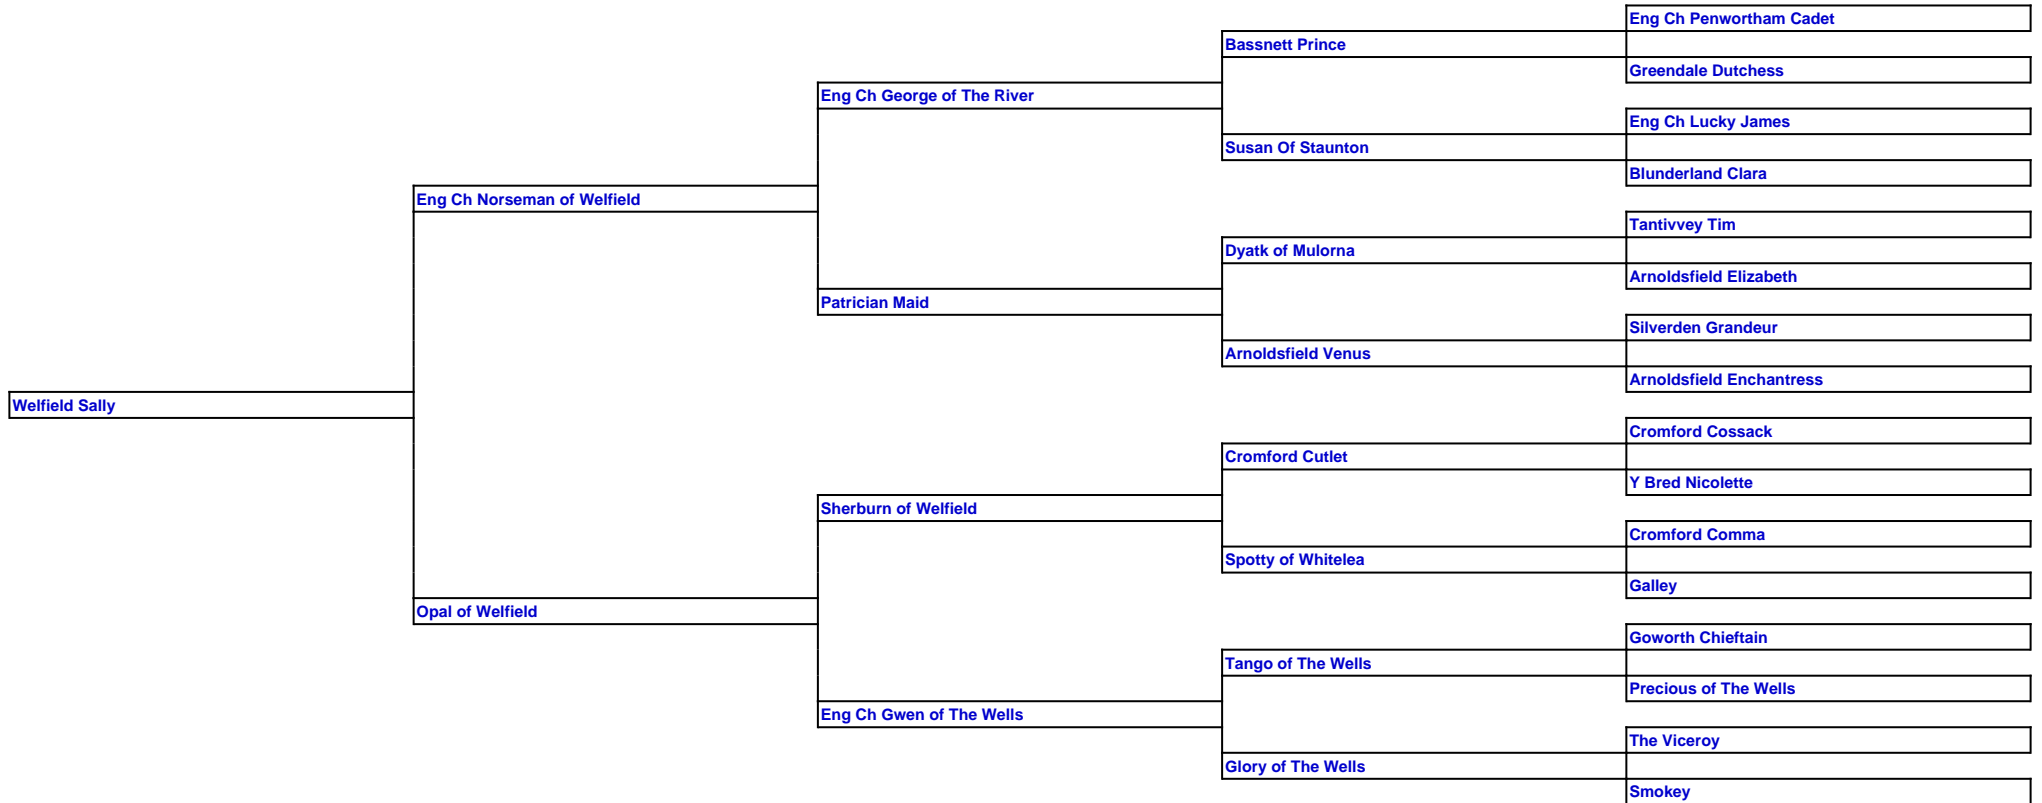 Eng Ch Penwortham Cadet
Bassnett Prince
Greendale Dutchess
Eng Ch George of The River
Eng Ch Lucky James
Susan Of Staunton
Blunderland Clara
Eng Ch Norseman of Welfield
Tantivvey Tim
Dyatk of Mulorna
Arnoldsfield Elizabeth
Patrician Maid
Silverden Grandeur
Arnoldsfield Venus
Arnoldsfield Enchantress
Welfield Sally
Cromford Cossack
Cromford Cutlet
Y Bred Nicolette
Sherburn of Welfield
Cromford Comma
Spotty of Whitelea
Galley
Opal of Welfield
Goworth Chieftain
Tango of The Wells
Precious of The Wells
Eng Ch Gwen of The Wells
The Viceroy
Glory of The Wells
Smokey